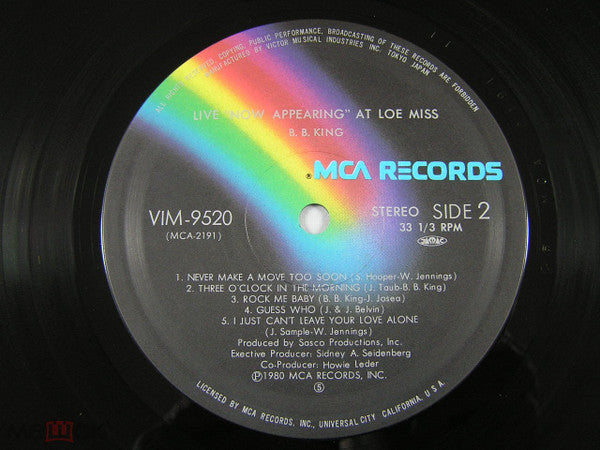 ALL RIGHTS RESERVED. COPYING, PUBLIC PERFORMANCE, BROADCASTING OF THESE RECORDS ARE FORBIDDEN
MANUFACTURED BY VICTOR MUSICAL INDUSTRIES INC. TOKYO JAPAN
LIVE "NOW APPEARING" AT LOE MISS
B. B. KING
® MCA RECORDS
VIM-9520
(MCA-2191)
STEREO SIDE 2
33 1/3 RPM
1. NEVER MAKE A MOVE TOO SOON (S. Hooper-W. Jennings)
2. THREE O'CLOCK IN THE MORNING (J. Taub-B. B. King)
3. ROCK ME BABY (B. B. King-J. Josea)
4. GUESS WHO (J. & J. Belvin)
5. I JUST CAN'T LEAVE YOUR LOVE ALONE
(J. Sample-W. Jennings)
Produced by Sasco Productions, Inc.
Exective Producer: Sidney A. Seidenberg
Co-Producer: Howie Leder
Ⓟ1980 MCA RECORDS, INC.
⑤
LICENSED BY MCA RECORDS, INC., UNIVERSAL CITY, CALIFORNIA, U.S.A.